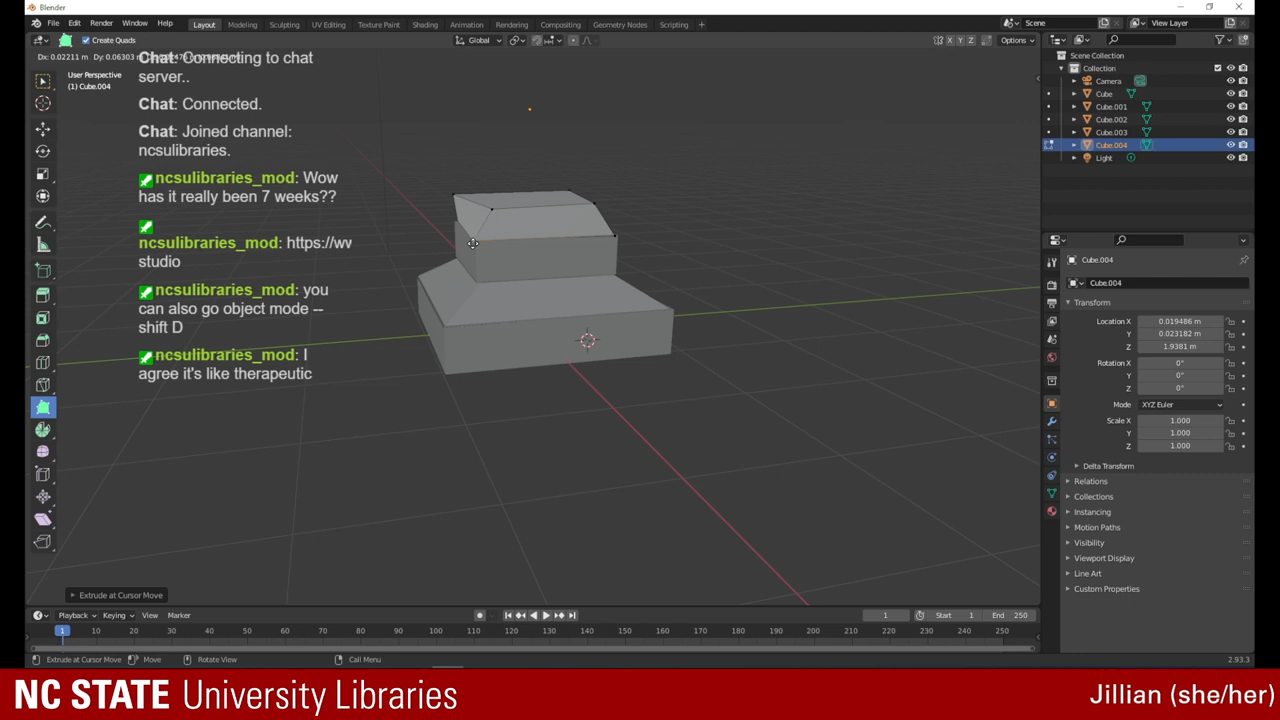 Blender
File Edit Render Window Help
Layout Modeling Sculpting UV Editing Texture Paint Shading Animation Rendering Compositing Geometry Nodes Scripting +
Scene
View Layer
Create Quads
Global
X Y Z
Options
Dx: 0.02211 m Dy: 0.06303 m
User Perspective
(1) Cube.004
Chat: Connecting to chat
server..
Chat: Connected.
Chat: Joined channel:
ncsulibraries.
ncsulibraries_mod: Wow
has it really been 7 weeks??
ncsulibraries_mod: https://wv
studio
ncsulibraries_mod: you
can also go object mode --
shift D
ncsulibraries_mod: I
agree it's like therapeutic
Scene Collection
Collection
Camera
Cube
Cube.001
Cube.002
Cube.003
Cube.004
Light
Cube.004
Cube.004
Transform
Location X 0.019486 m
Y 0.023182 m
Z 1.9381 m
Rotation X 0°
Y 0°
Z 0°
Mode XYZ Euler
Scale X 1.000
Y 1.000
Z 1.000
Delta Transform
Relations
Collections
Instancing
Motion Paths
Visibility
Viewport Display
Line Art
Custom Properties
Extrude at Cursor Move
Playback Keying View Marker
1
Start 1
End 250
1 10 20 30 40 50 60 70 80 90 100 110 120 130 140 150 160 170 180 190 200 210 220 230 240 250
Extrude at Cursor Move
Move
Rotate View
Call Menu
2.93.3
NC STATE University Libraries
Jillian (she/her)